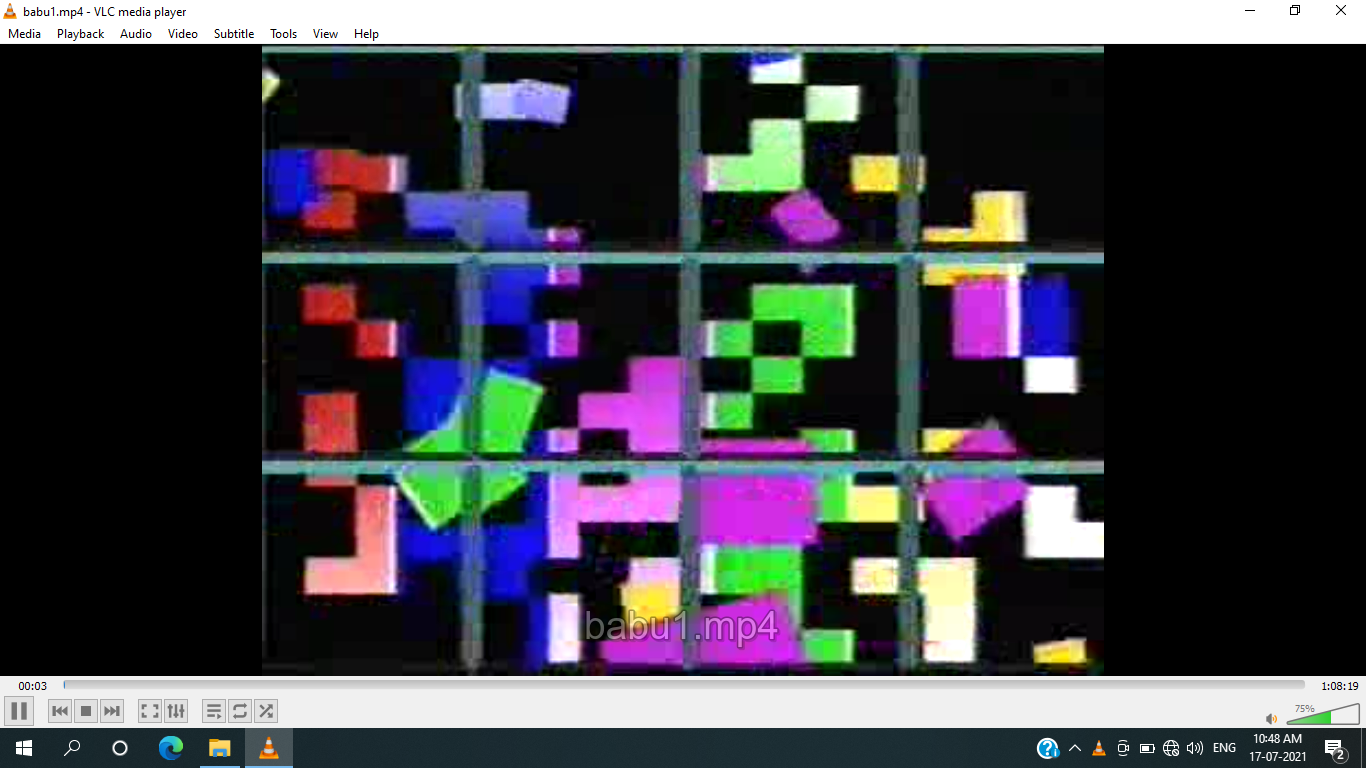 babu1.mp4 - VLC media player
Media Playback Audio Video Subtitle Tools View Help
babu1.mp4
00:03
1:08:19
75%
ENG
10:48 AM
17-07-2021
2